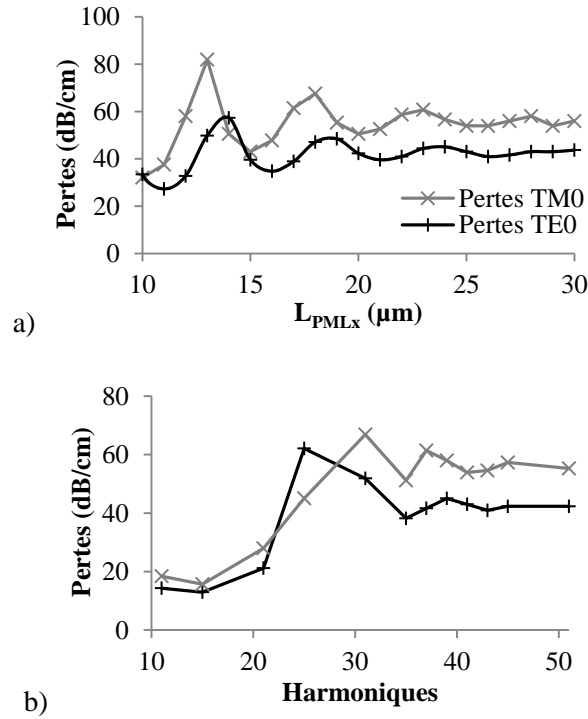 100
80
60
40
20
0
Pertes (dB/cm)
Pertes TM0
Pertes TE0
10 15 20 25 30
L_PMLx (µm)
a)
80
60
40
20
0
Pertes (dB/cm)
10 20 30 40 50
Harmoniques
b)